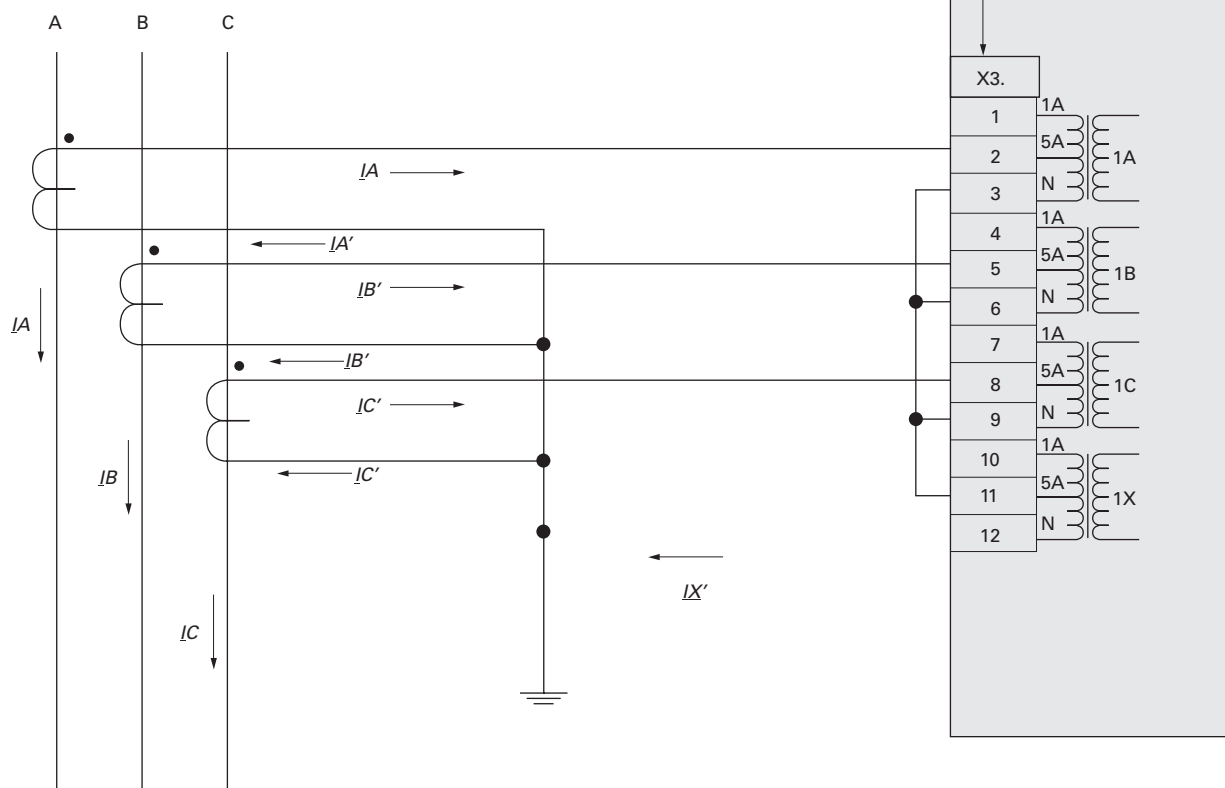 A B C
X3.
1 1A
2 5A 1A
3 N
4 1A
5 5A 1B
6 N
7 1A
8 5A 1C
9 N
10 1A
11 5A 1X
12 N
IA
IA′
IB′
IA
IB′
IC′
IB
IC′
IX′
IC